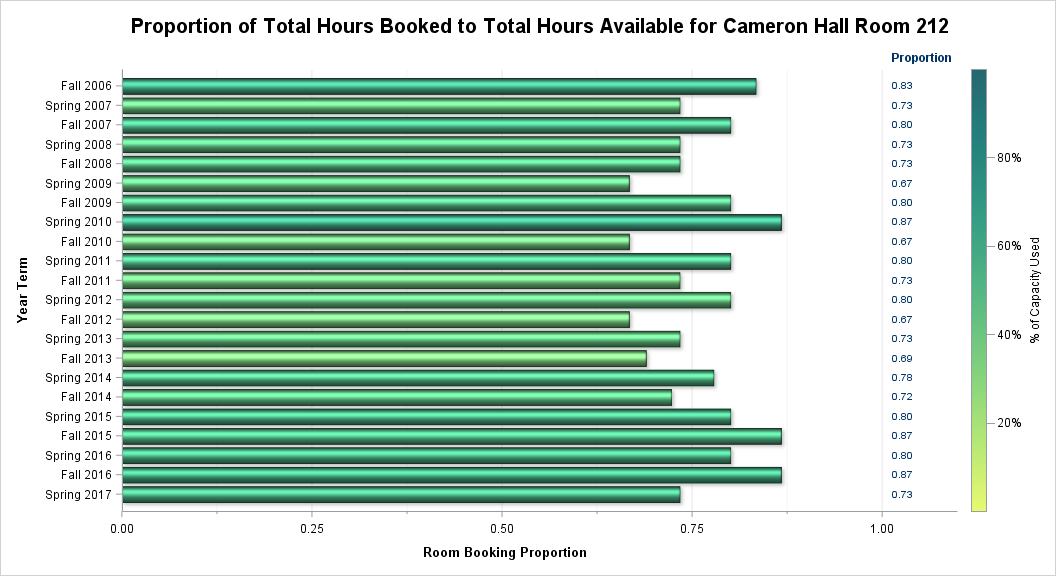 Proportion of Total Hours Booked to Total Hours Available for Cameron Hall Room 212
Proportion
Fall 2006 0.83
Spring 2007 0.73
Fall 2007 0.80
Spring 2008 0.73
Fall 2008 0.73
Spring 2009 0.67
Fall 2009 0.80
Spring 2010 0.87
Fall 2010 0.67
Spring 2011 0.80
Fall 2011 0.73
Spring 2012 0.80
Fall 2012 0.67
Spring 2013 0.73
Fall 2013 0.69
Spring 2014 0.78
Fall 2014 0.72
Spring 2015 0.80
Fall 2015 0.87
Spring 2016 0.80
Fall 2016 0.87
Spring 2017 0.73
Year Term
0.00 0.25 0.50 0.75 1.00
Room Booking Proportion
80%
60%
40%
20%
% of Capacity Used